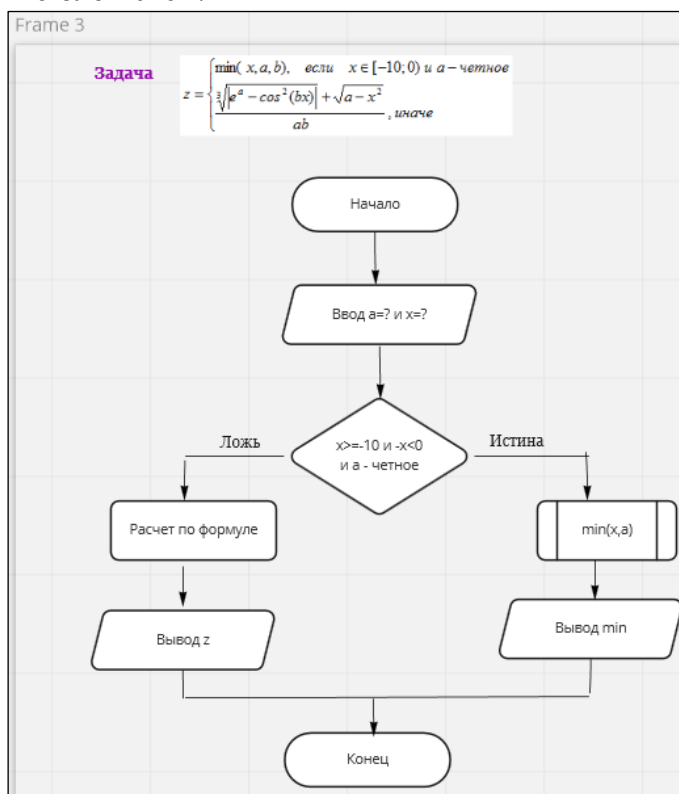 Frame 3
Задача
z = { min( x, a, b), если x ∈ [−10; 0) и a − четное
(∛|e^a − cos²(bx)| + √(a − x²)) / ab, иначе
Начало
Ввод a=? и x=?
Ложь
x>=-10 и -x<0
и a - четное
Истина
Расчет по формуле
min(x,a)
Вывод z
Вывод min
Конец